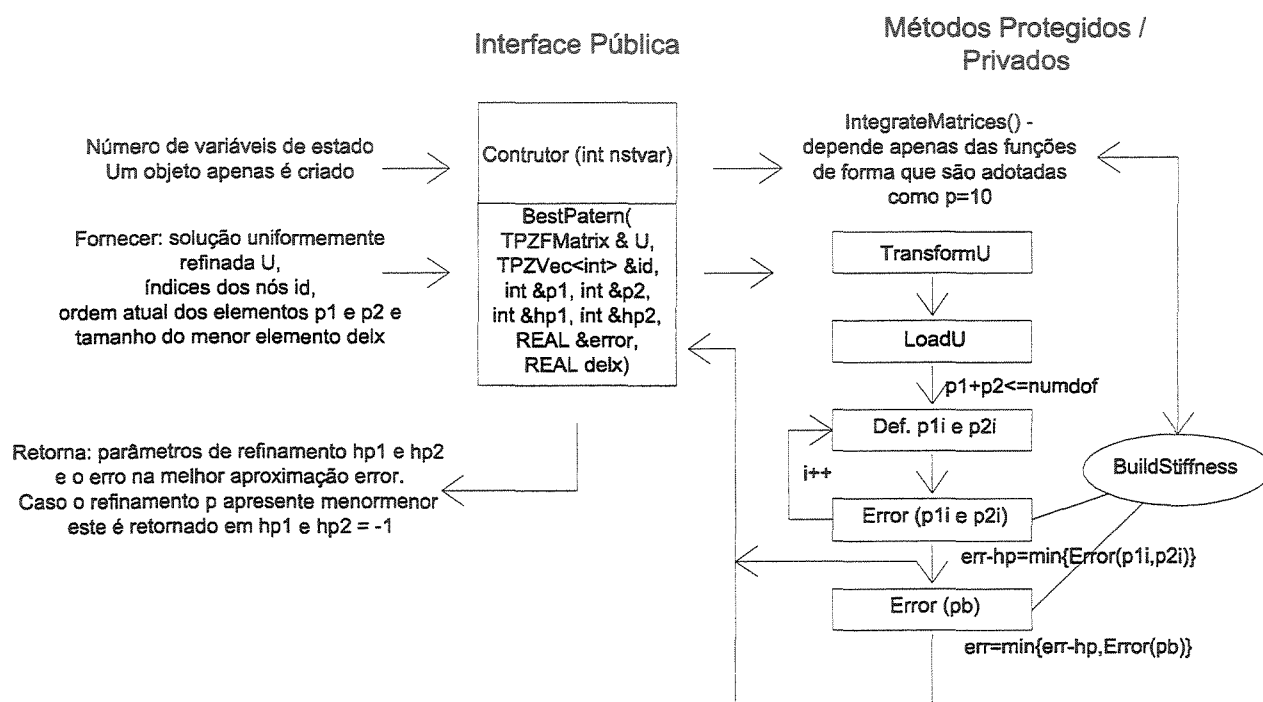 Interface Pública
Métodos Protegidos /
Privados
Número de variáveis de estado
Um objeto apenas é criado
Contrutor (int nstvar)
IntegrateMatrices() -
depende apenas das funções
de forma que são adotadas
como p=10
Fornecer: solução uniformemente
refinada U,
índices dos nós id,
ordem atual dos elementos p1 e p2 e
tamanho do menor elemento delx
BestPatern(
TPZFMatrix & U,
TPZVec<int> &id,
int &p1, int &p2,
int &hp1, int &hp2,
REAL &error,
REAL delx)
TransformU
LoadU
p1+p2<=numdof
Def. p1i e p2i
i++
Error (p1i e p2i)
BuildStiffness
err-hp=min{Error(p1i,p2i)}
Error (pb)
err=min{err-hp,Error(pb)}
Retorna: parâmetros de refinamento hp1 e hp2
e o erro na melhor aproximação error.
Caso o refinamento p apresente menormenor
este é retornado em hp1 e hp2 = -1